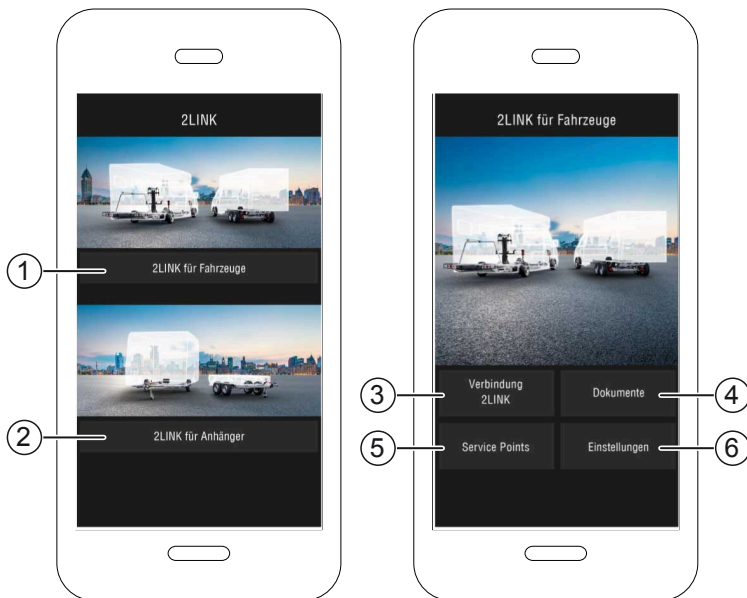 2LINK
1
2LINK für Fahrzeuge
2
2LINK für Anhänger
2LINK für Fahrzeuge
3
Verbindung
2LINK
Dokumente
4
5
Service Points
Einstellungen
6